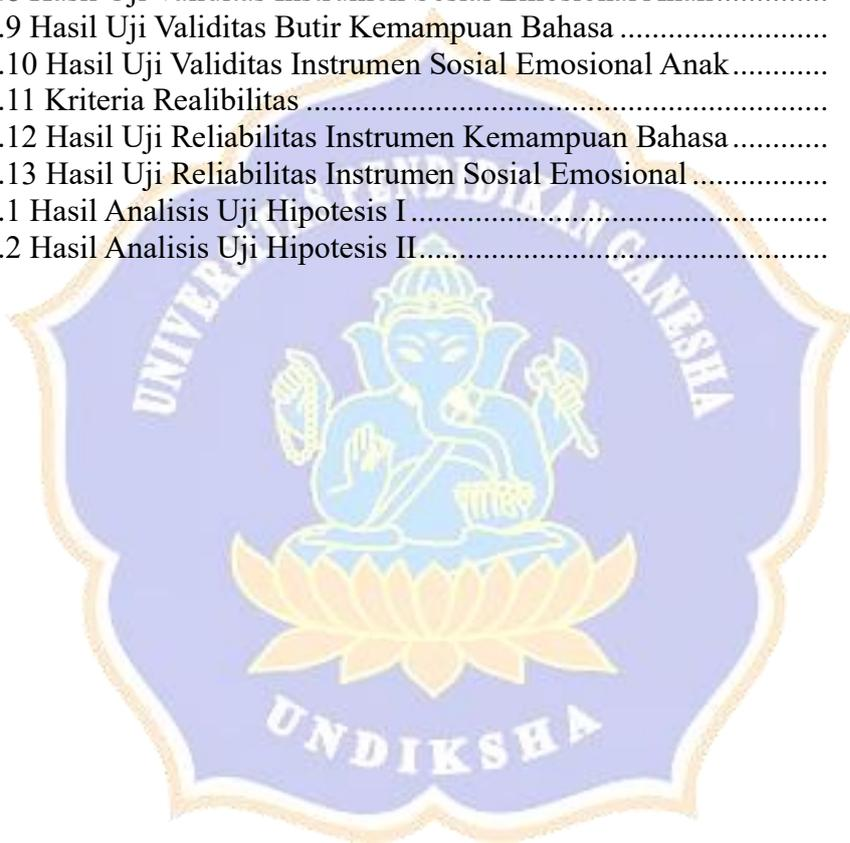 .9 Hasil Uji Validitas Butir Kemampuan Bahasa ........................
.10 Hasil Uji Validitas Instrumen Sosial Emosional Anak............
.11 Kriteria Realibilitas ..................................................................
.12 Hasil Uji Reliabilitas Instrumen Kemampuan Bahasa............
.13 Hasil Uji Reliabilitas Instrumen Sosial Emosional.................
.1 Hasil Analisis Uji Hipotesis I.....................................................
.2 Hasil Analisis Uji Hipotesis II....................................................
UNIVERSITAS PENDIDIKAN GANESHA
UNDIKSHA